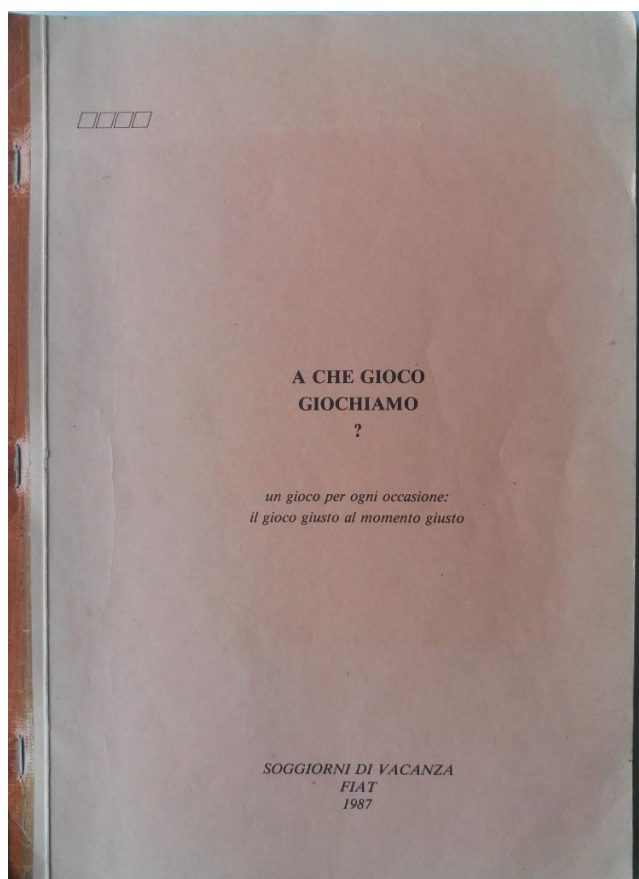 A CHE GIOCO
GIOCHIAMO
?
un gioco per ogni occasione:
il gioco giusto al momento giusto
SOGGIORNI DI VACANZA
FIAT
1987